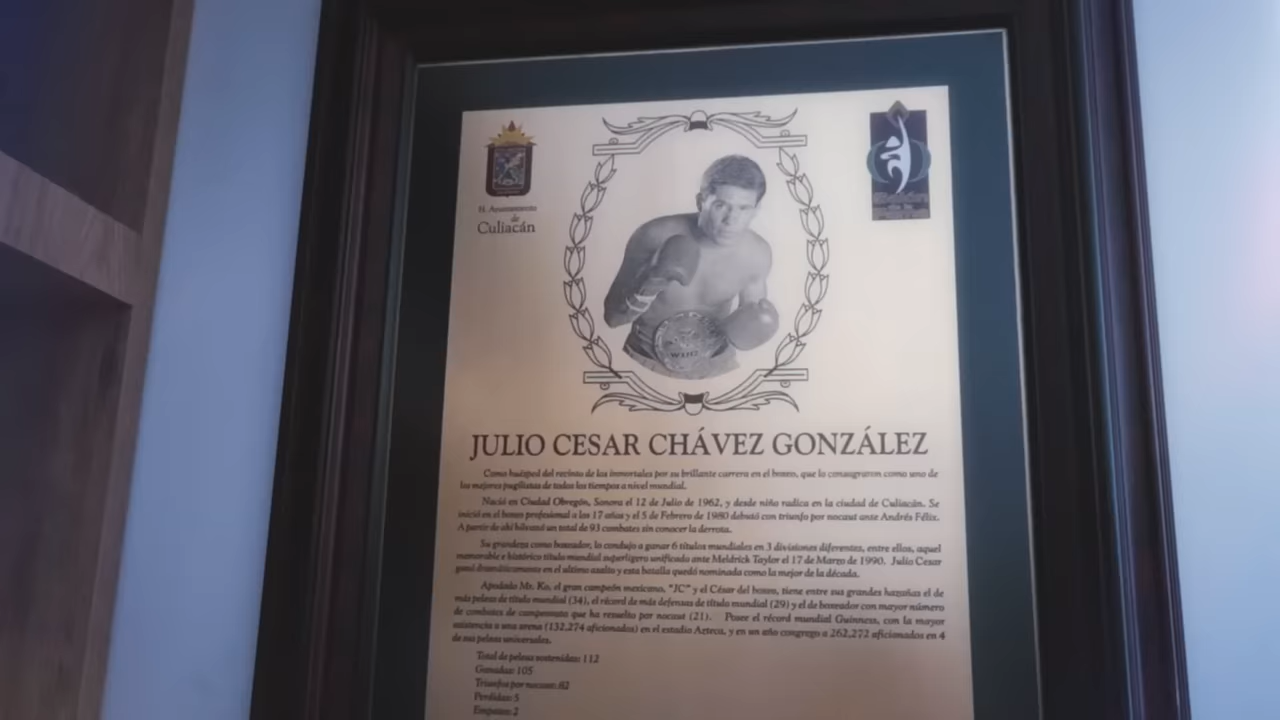 H. Ayuntamiento
de
Culiacán
JULIO CESAR CHÁVEZ GONZÁLEZ
Como huésped del recinto de los inmortales por su brillante carrera en el boxeo, que lo consagraron como uno de
los mejores pugilistas de todos los tiempos a nivel mundial.
Nació en Ciudad Obregón, Sonora el 12 de Julio de 1962, y desde niño radica en la ciudad de Culiacán. Se
inició en el boxeo profesional a los 17 años y el 5 de Febrero de 1980 debutó con triunfo por nocaut ante Andrés Félix.
A partir de ahí hilvanó un total de 93 combates sin conocer la derrota.
Su grandeza como boxeador, lo condujo a ganar 6 títulos mundiales en 3 divisiones diferentes, entre ellos, aquel
memorable e histórico título mundial superligero unificado ante Meldrick Taylor el 17 de Marzo de 1990. Julio Cesar
ganó dramáticamente en el ultimo asalto y esta batalla quedó nominada como la mejor de la década.
Apodado Mr. Ko, el gran campeón mexicano, "JC" y el César del boxeo, tiene entre sus grandes hazañas el de
más peleas de título mundial (34), el récord de más defensas de título mundial (29) y el de boxeador con mayor número
de combates de campeonato que ha resuelto por nocaut (21). Posee el récord mundial Guinness, con la mayor
asistencia a una arena (132,274 aficionados) en el estadio Azteca, y en un año congrego a 262,272 aficionados en 4
de sus peleas universales.
Total de peleas sostenidas: 112
Ganadas: 105
Triunfos por nocaut: 82
Perdidas: 5
Empates: 2